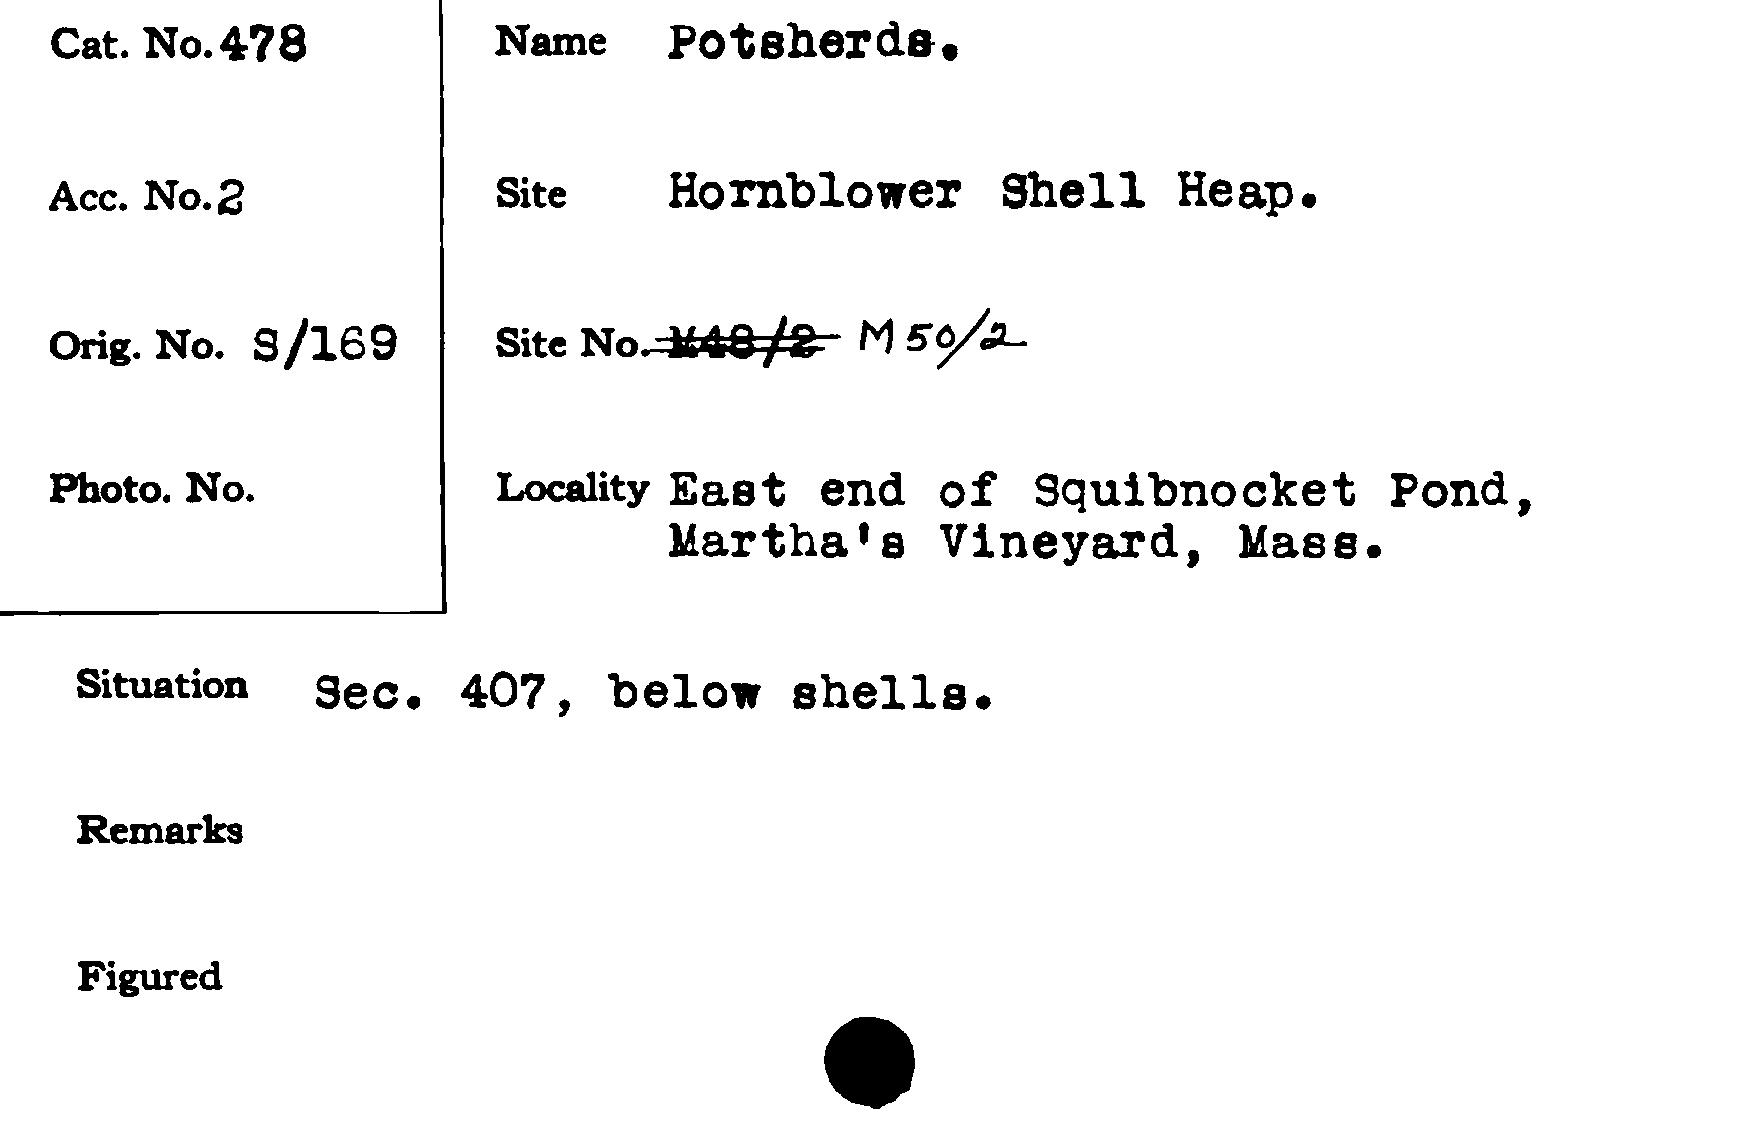 Cat. No. 478
Name Potsherds.
Acc. No. 2
Site Hornblower Shell Heap.
Orig. No. S/169
Site No. M48/2 M50/2
Photo. No.
Locality East end of Squibnocket Pond,
Martha's Vineyard, Mass.
Situation Sec. 407, below shells.
Remarks
Figured